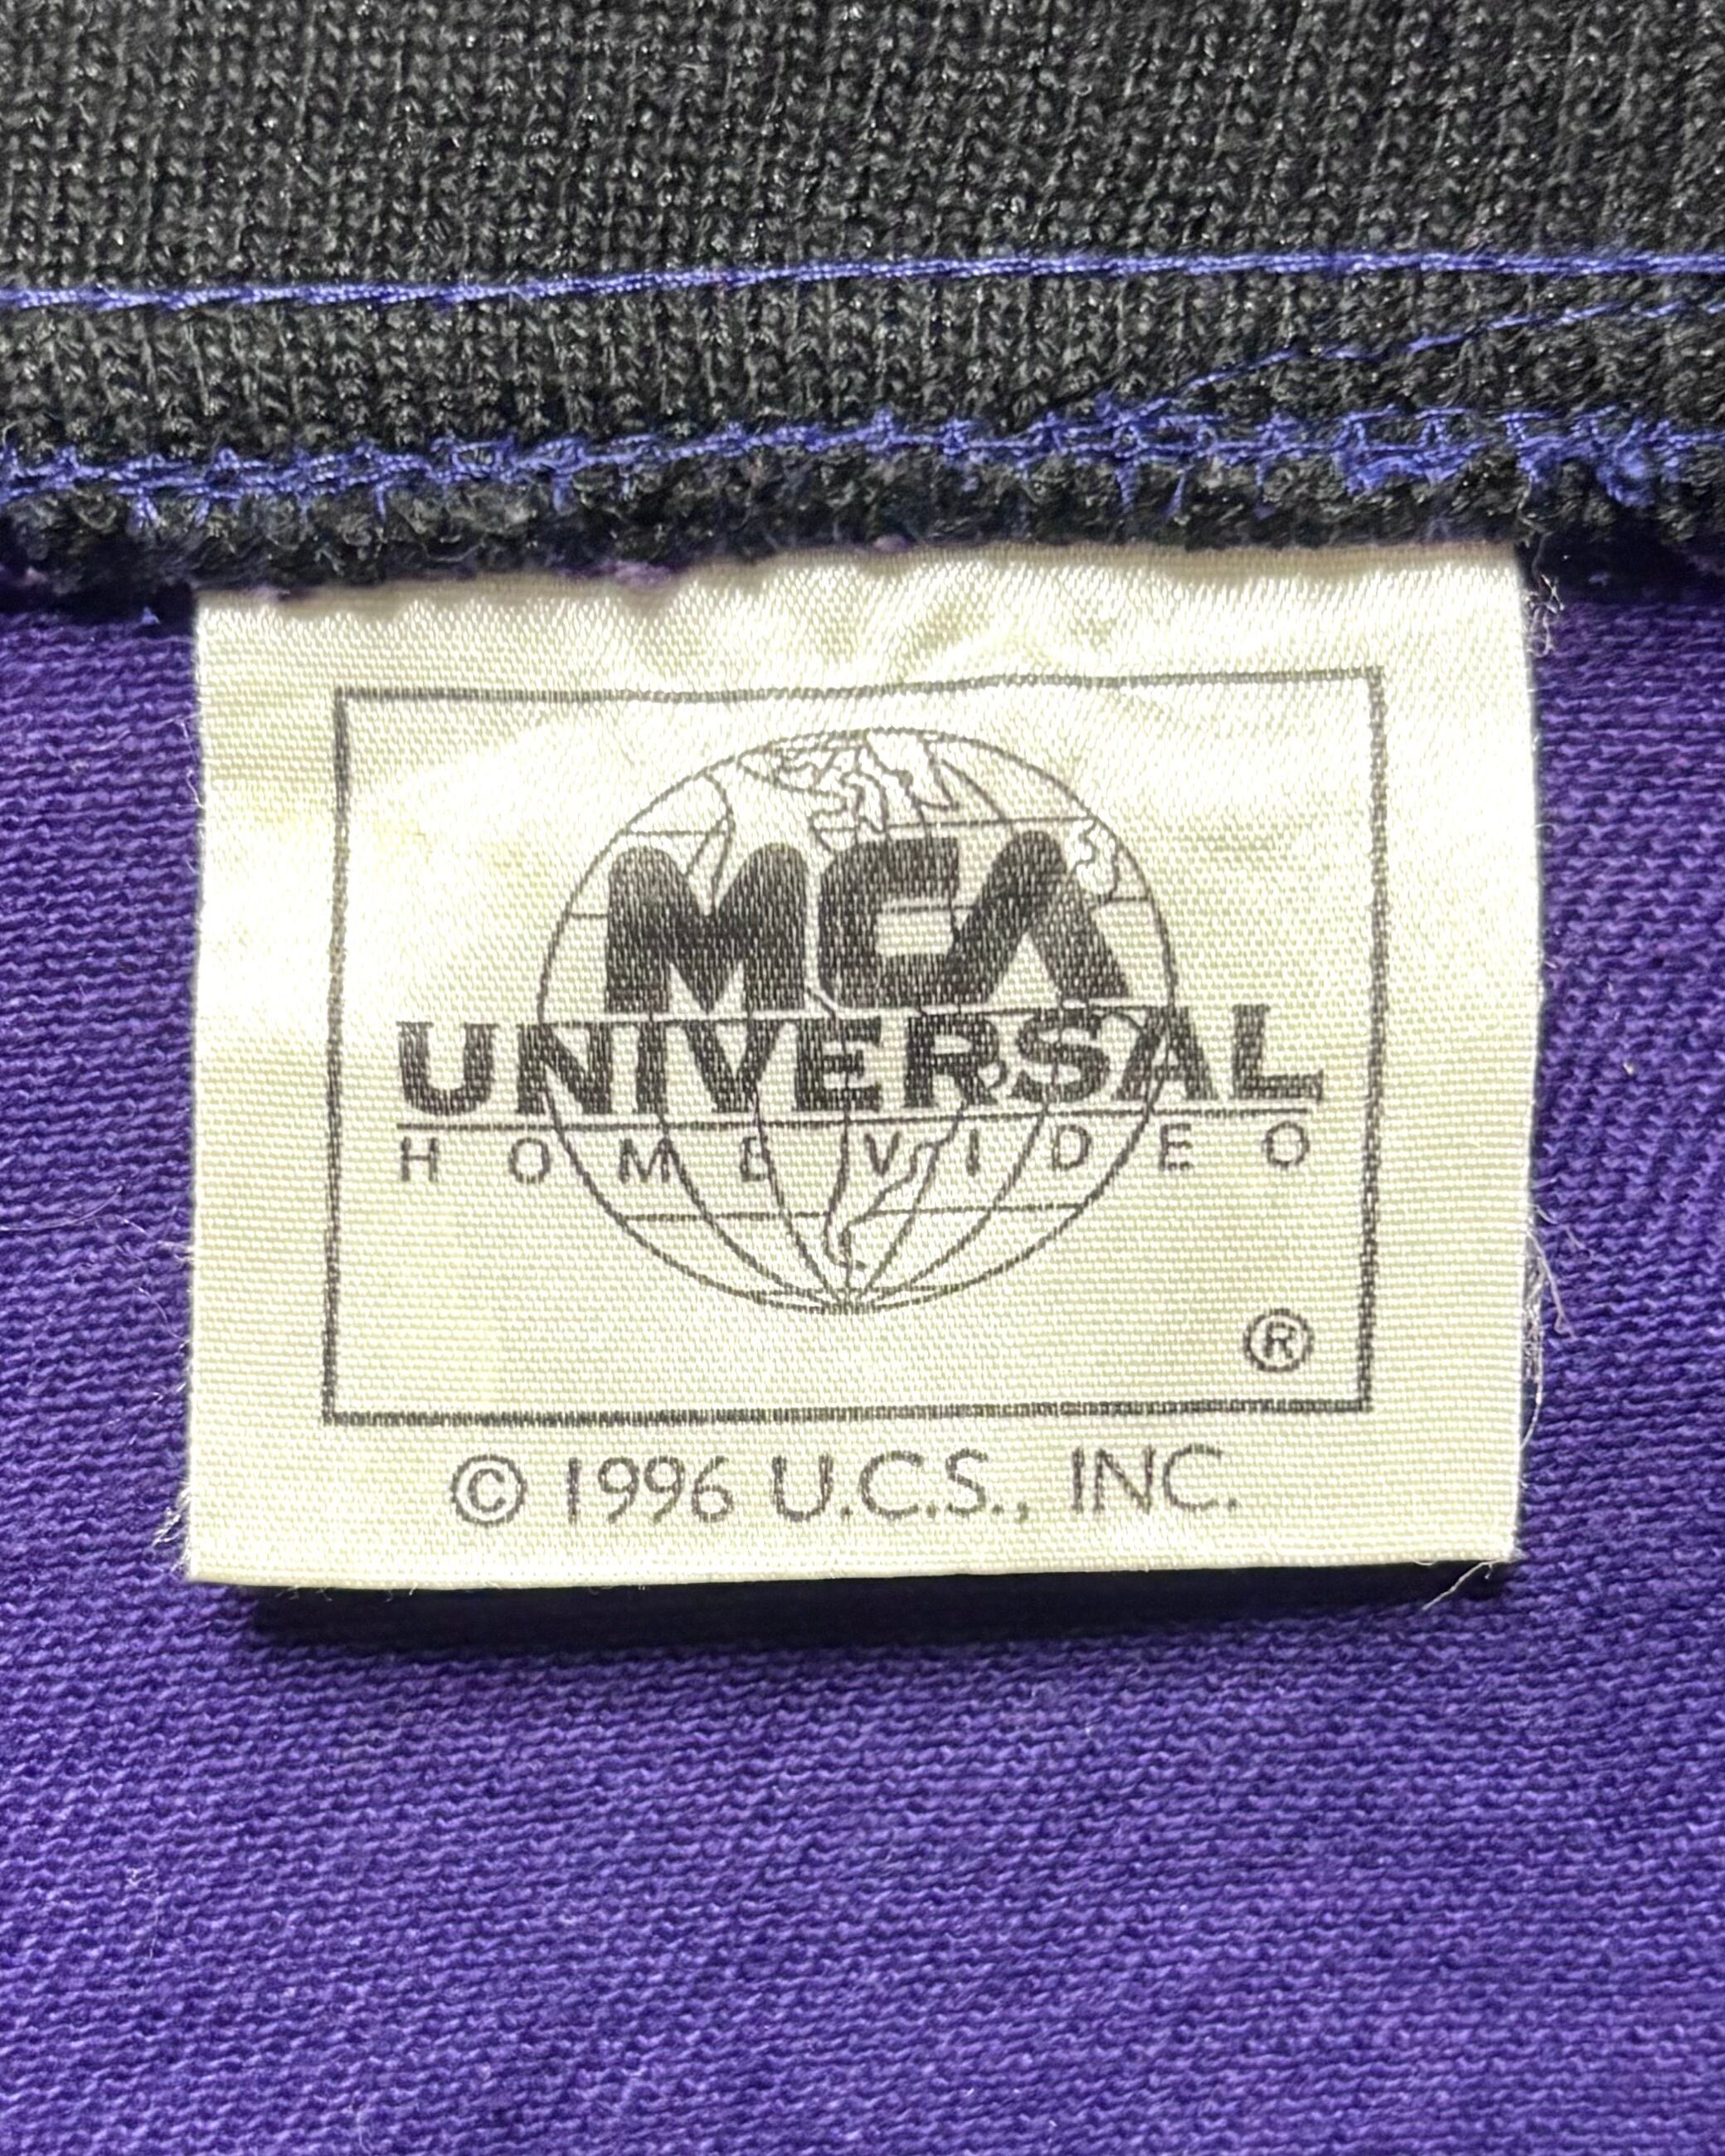 MCA
UNIVERSAL
HOME VIDEO
®
© 1996 U.C.S., INC.